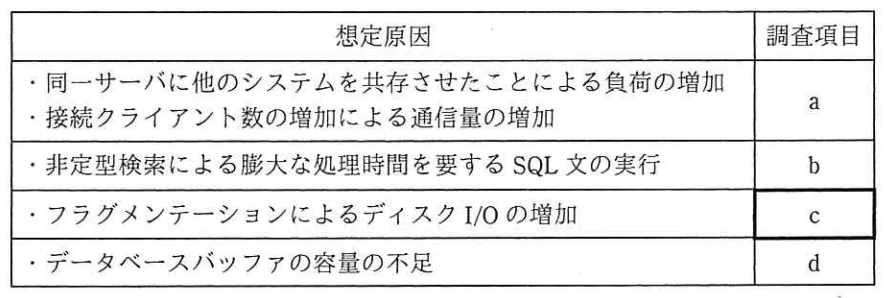 想定原因
調査項目
・同一サーバに他のシステムを共存させたことによる負荷の増加
・接続クライアント数の増加による通信量の増加
a
・非定型検索による膨大な処理時間を要する SQL 文の実行
b
・フラグメンテーションによるディスク I/O の増加
c
・データベースバッファの容量の不足
d